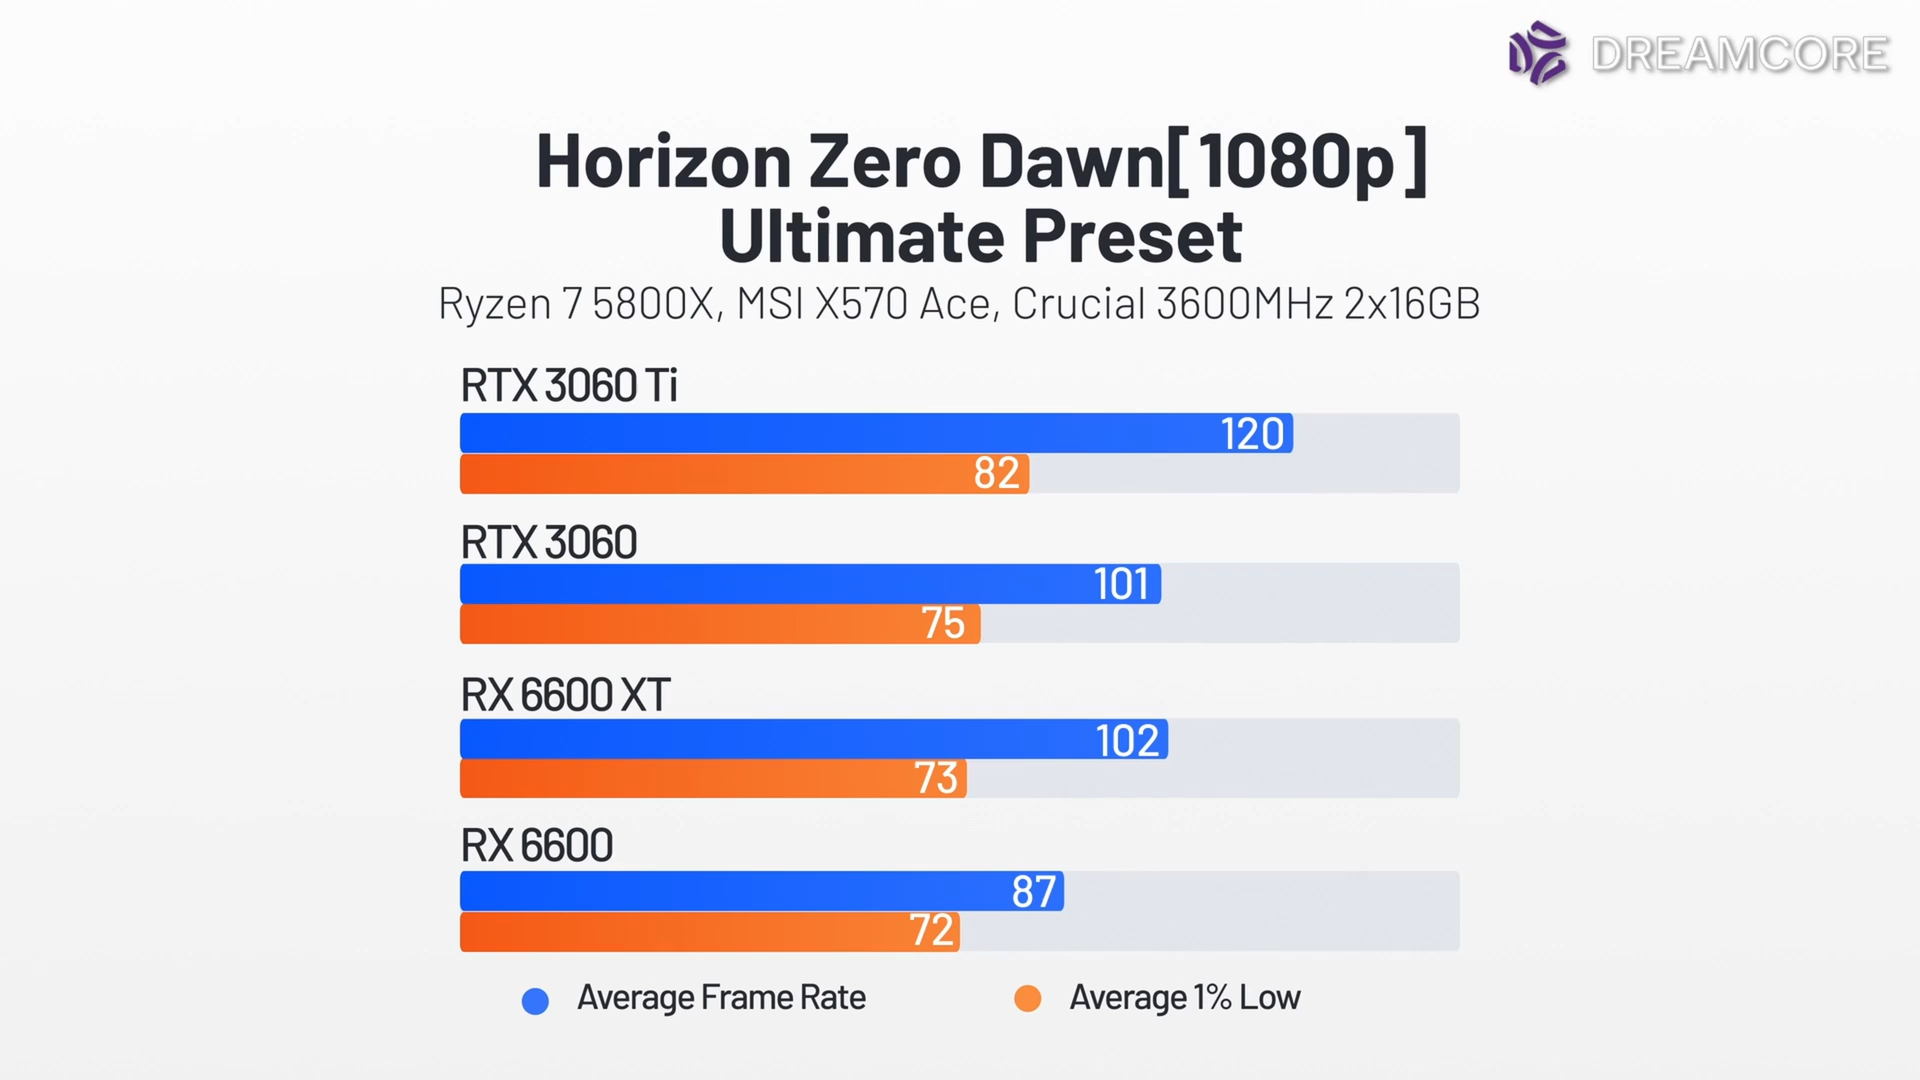 DREAMCORE
Horizon Zero Dawn[1080p]
Ultimate Preset
Ryzen 7 5800X, MSI X570 Ace, Crucial 3600MHz 2x16GB
RTX 3060 Ti
120
82
RTX 3060
101
75
RX 6600 XT
102
73
RX 6600
87
72
Average Frame Rate Average 1% Low